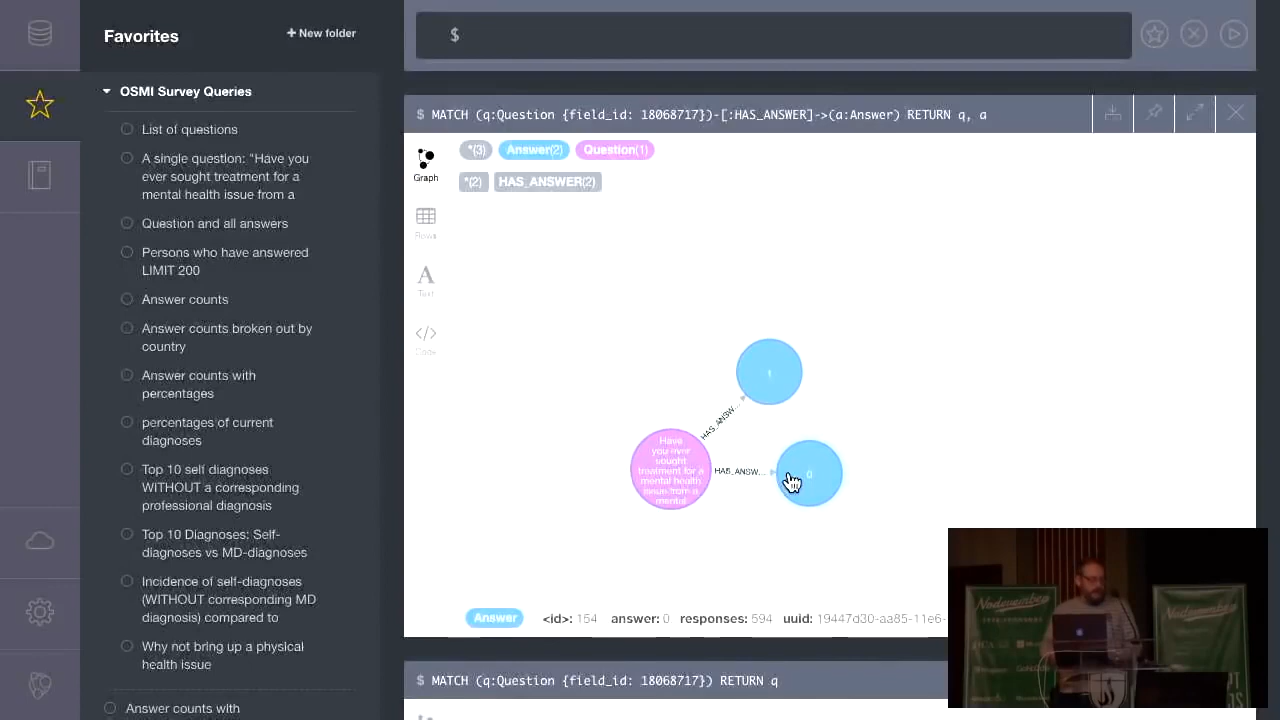 Favorites
+ New folder
OSMI Survey Queries
List of questions
A single question: "Have you
ever sought treatment for a
mental health issue from a
Question and all answers
Persons who have answered
LIMIT 200
Answer counts
Answer counts broken out by
country
Answer counts with
percentages
percentages of current
diagnoses
Top 10 self diagnoses
WITHOUT a corresponding
professional diagnosis
Top 10 Diagnoses: Self-
diagnoses vs MD-diagnoses
Incidence of self-diagnoses
(WITHOUT corresponding MD
diagnosis) compared to
Why not bring up a physical
health issue
Answer counts with
$
$ MATCH (q:Question {field_id: 18068717})-[:HAS_ANSWER]->(a:Answer) RETURN q, a
Graph
Rows
Text
Code
*(3) Answer(2) Question(1)
*(2) HAS_ANSWER(2)
1
HAS_ANSW...
Have
you ever
sought
treatment for a
mental health
issue from a
mental
HAS_ANSW...
0
Answer <id>: 154 answer: 0 responses: 594 uuid: 19447d30-aa85-11e6-
$ MATCH (q:Question {field_id: 18068717}) RETURN q
Nodevember